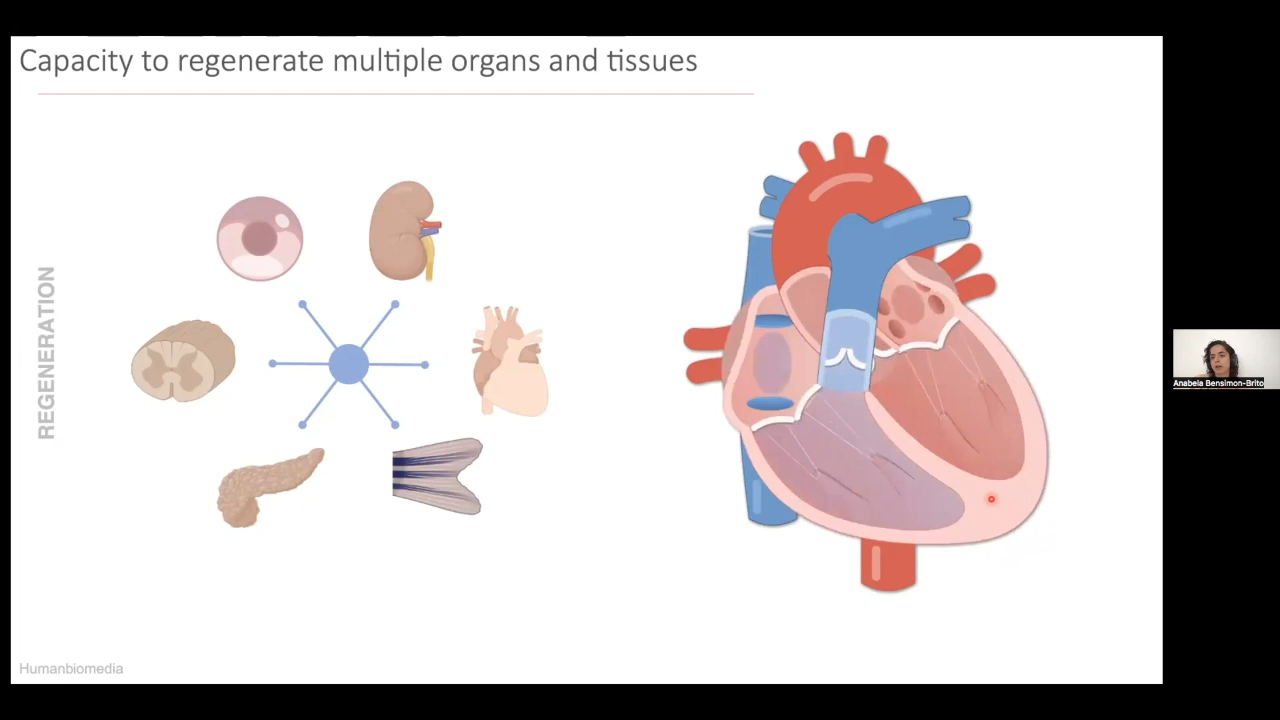 Capacity to regenerate multiple organs and tissues
REGENERATION
Humanbiomedia
Anabela Bensimon-Brito